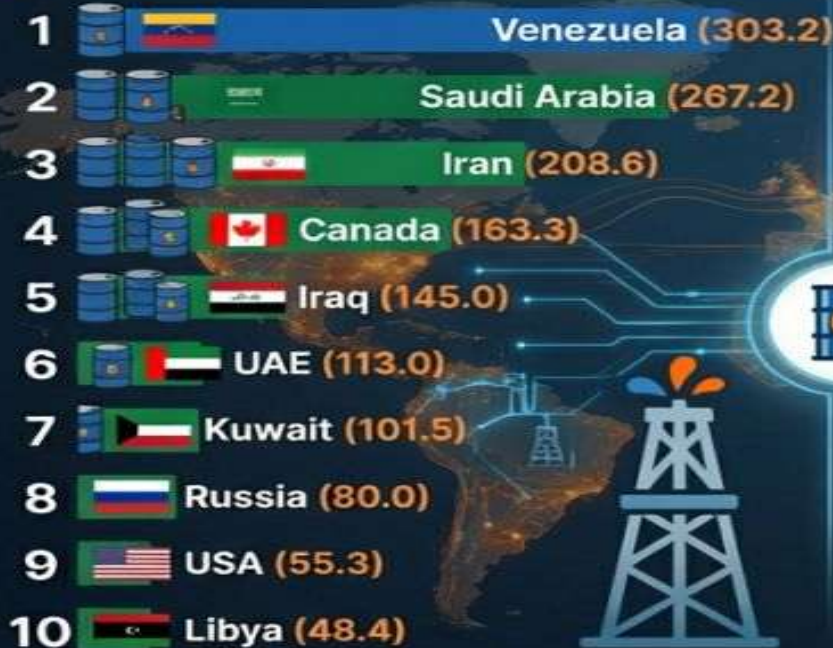 1 Venezuela (303.2)
2 Saudi Arabia (267.2)
3 Iran (208.6)
4 Canada (163.3)
5 Iraq (145.0)
6 UAE (113.0)
7 Kuwait (101.5)
8 Russia (80.0)
9 USA (55.3)
10 Libya (48.4)